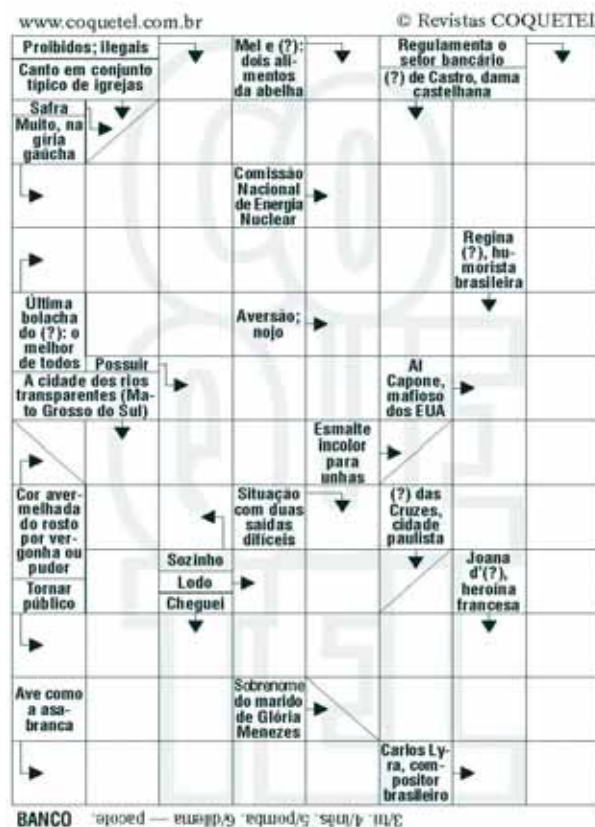 www.coquetel.com.br
© Revistas COQUETEL
Proibidos; ilegais
Canto em conjunto
típico de igrejas
Mel e (?):
dois ali-
mentos
da abelha
Regulamenta o
setor bancário
(?) de Castro, dama
castelhana
Safra
Muito, na
gíria
gaúcha
Comissão
Nacional
de Energia
Nuclear
Regina
(?), hu-
morista
brasileira
Última
bolacha
do (?): o
melhor
de todos
Aversão;
nojo
Possuir
A cidade dos rios
transparentes (Ma-
to Grosso do Sul)
Al
Capone,
mafioso
dos EUA
Esmalte
incolor
para
unhas
Cor aver-
melhada
do rosto
por ver-
gonha ou
pudor
Situação
com duas
saídas
difíceis
(?) das
Cruzes,
cidade
paulista
Sozinho
Lodo
Cheguei
Joana
d'(?),
heroína
francesa
Tornar
público
Ave como
a asa-
branca
Sobrenome
do marido
de Glória
Menezes
Carlos Ly-
ra, com-
positor
brasileiro
BANCO
3/tri. 4/inês. 5/pomba. 6/dilema — pacote.